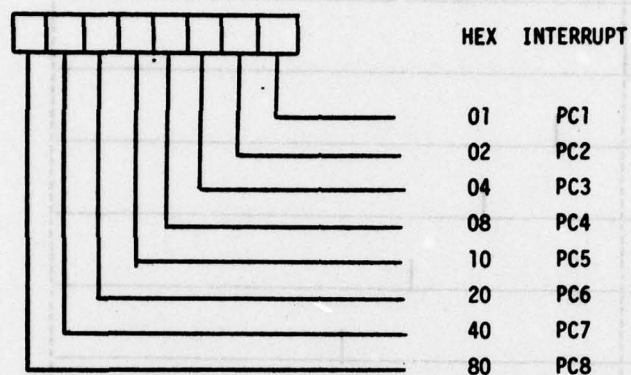 HEX INTERRUPT
01 PC1
02 PC2
04 PC3
08 PC4
10 PC5
20 PC6
40 PC7
80 PC8